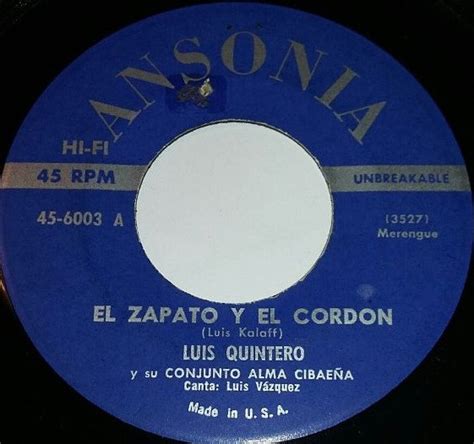 ANSONIA
HI-FI
45 RPM UNBREAKABLE
45-6003 A
(3527)
Merengue
EL ZAPATO Y EL CORDON
(Luis Kalaff)
LUIS QUINTERO
y su CONJUNTO ALMA CIBAEÑA
Canta: Luis Vázquez
Made in U. S. A.